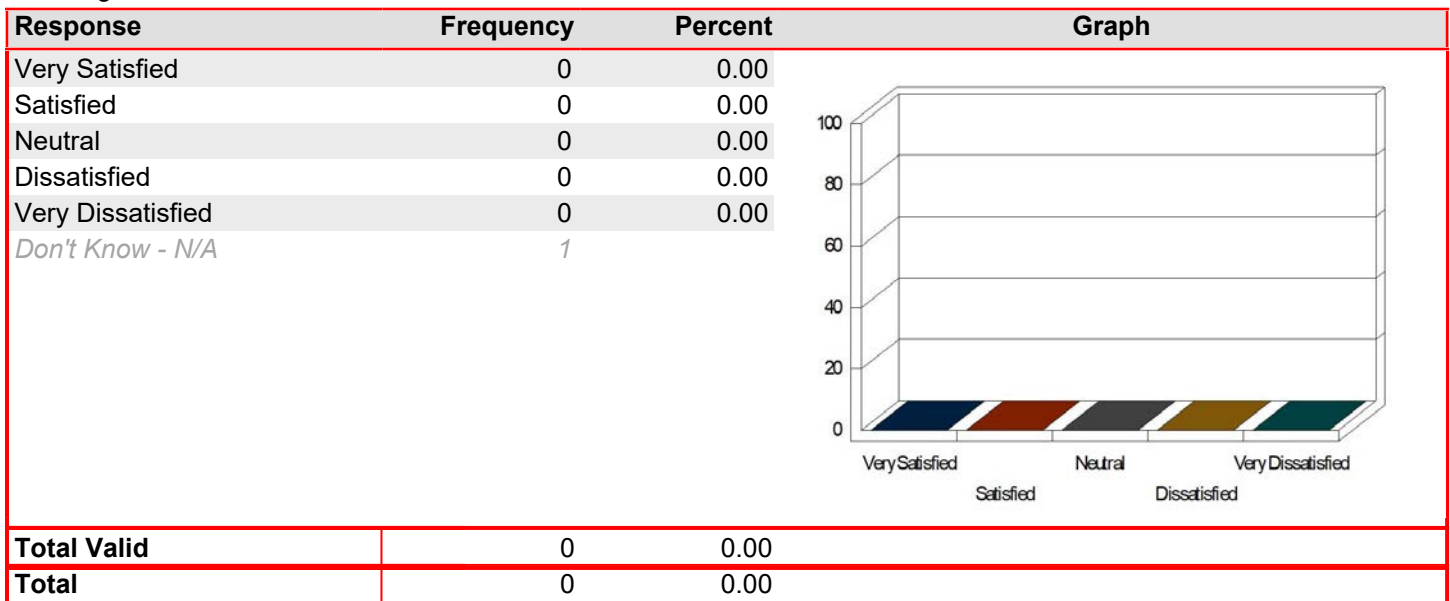 Response Frequency Percent Graph
Very Satisfied 0 0.00
Satisfied 0 0.00
Neutral 0 0.00
Dissatisfied 0 0.00
Very Dissatisfied 0 0.00
Don't Know - N/A 1
100
80
60
40
20
0
Very Satisfied Neutral Very Dissatisfied
Satisfied Dissatisfied
Total Valid 0 0.00
Total 0 0.00